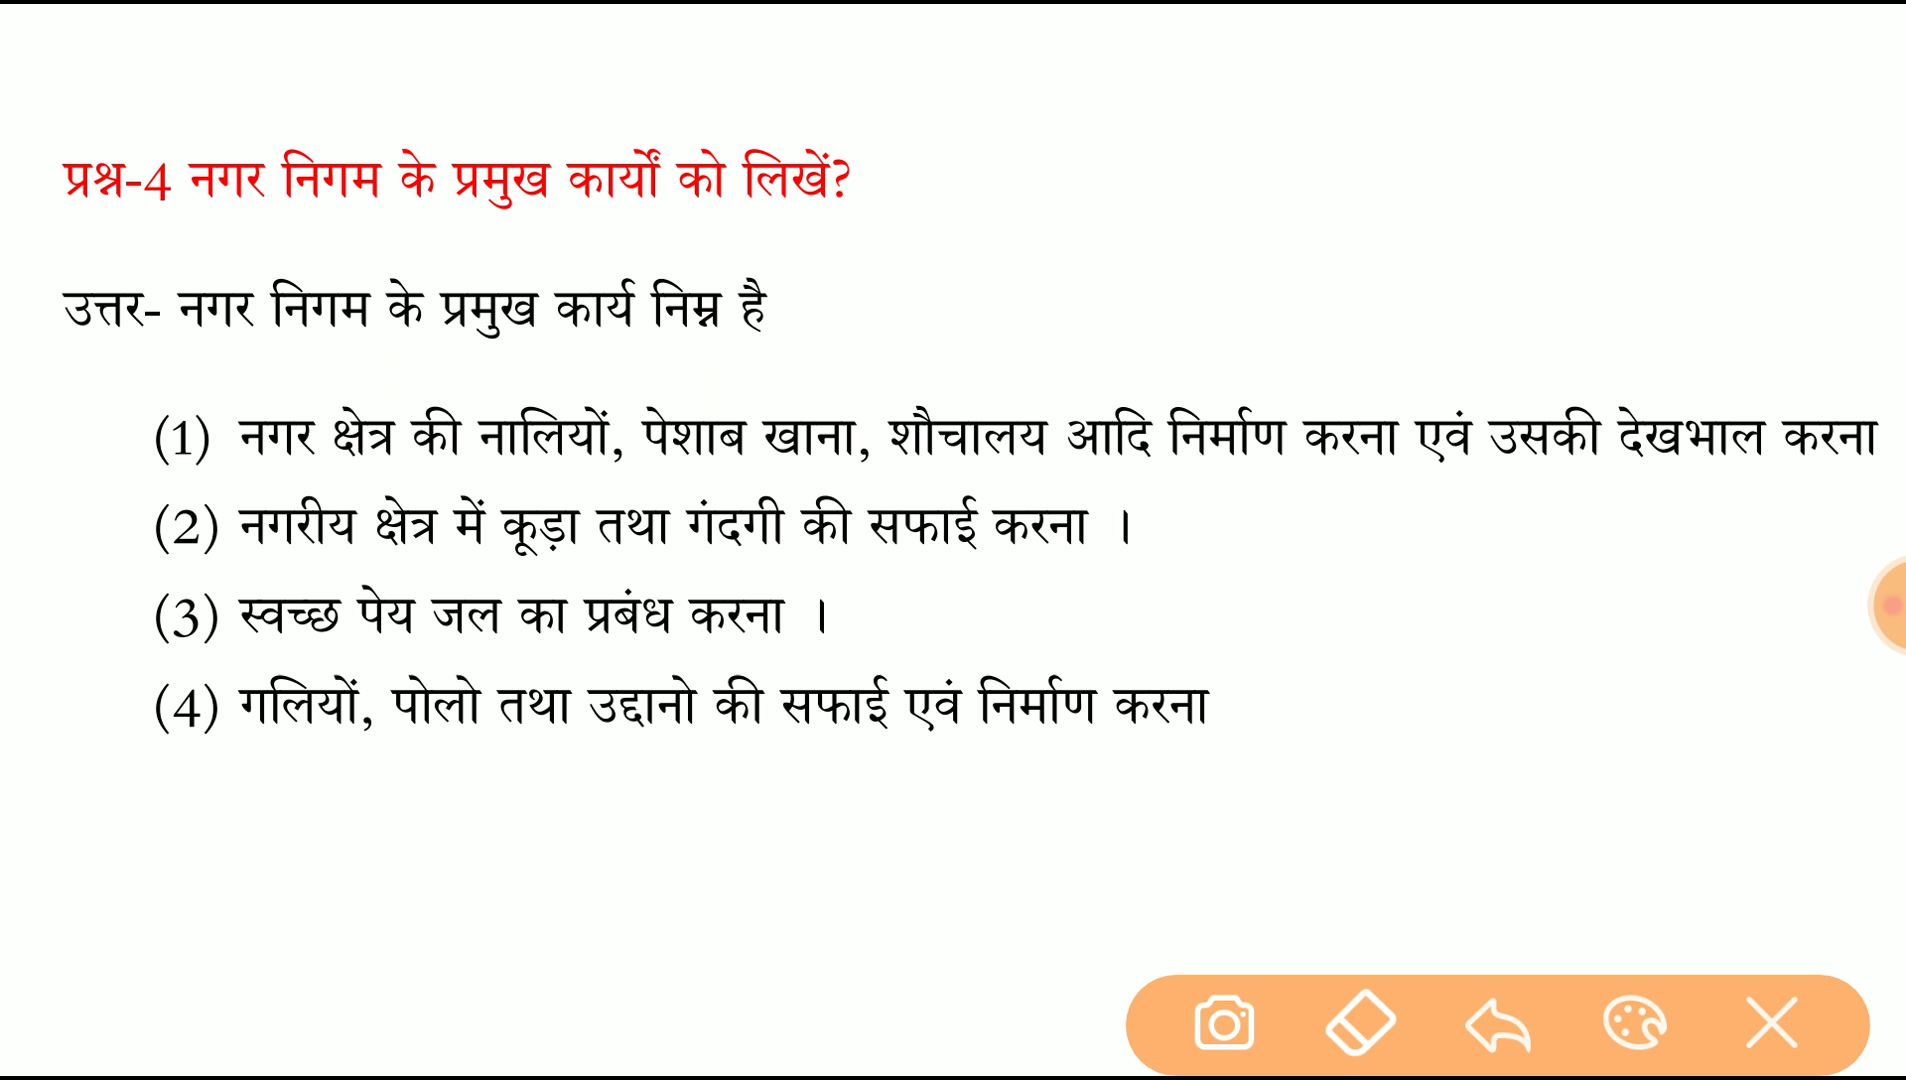 प्रश्न-4 नगर निगम के प्रमुख कार्यों को लिखें?
उत्तर- नगर निगम के प्रमुख कार्य निम्न है
(1) नगर क्षेत्र की नालियों, पेशाब खाना, शौचालय आदि निर्माण करना एवं उसकी देखभाल करना
(2) नगरीय क्षेत्र में कूड़ा तथा गंदगी की सफाई करना ।
(3) स्वच्छ पेय जल का प्रबंध करना ।
(4) गलियों, पोलो तथा उद्दानो की सफाई एवं निर्माण करना